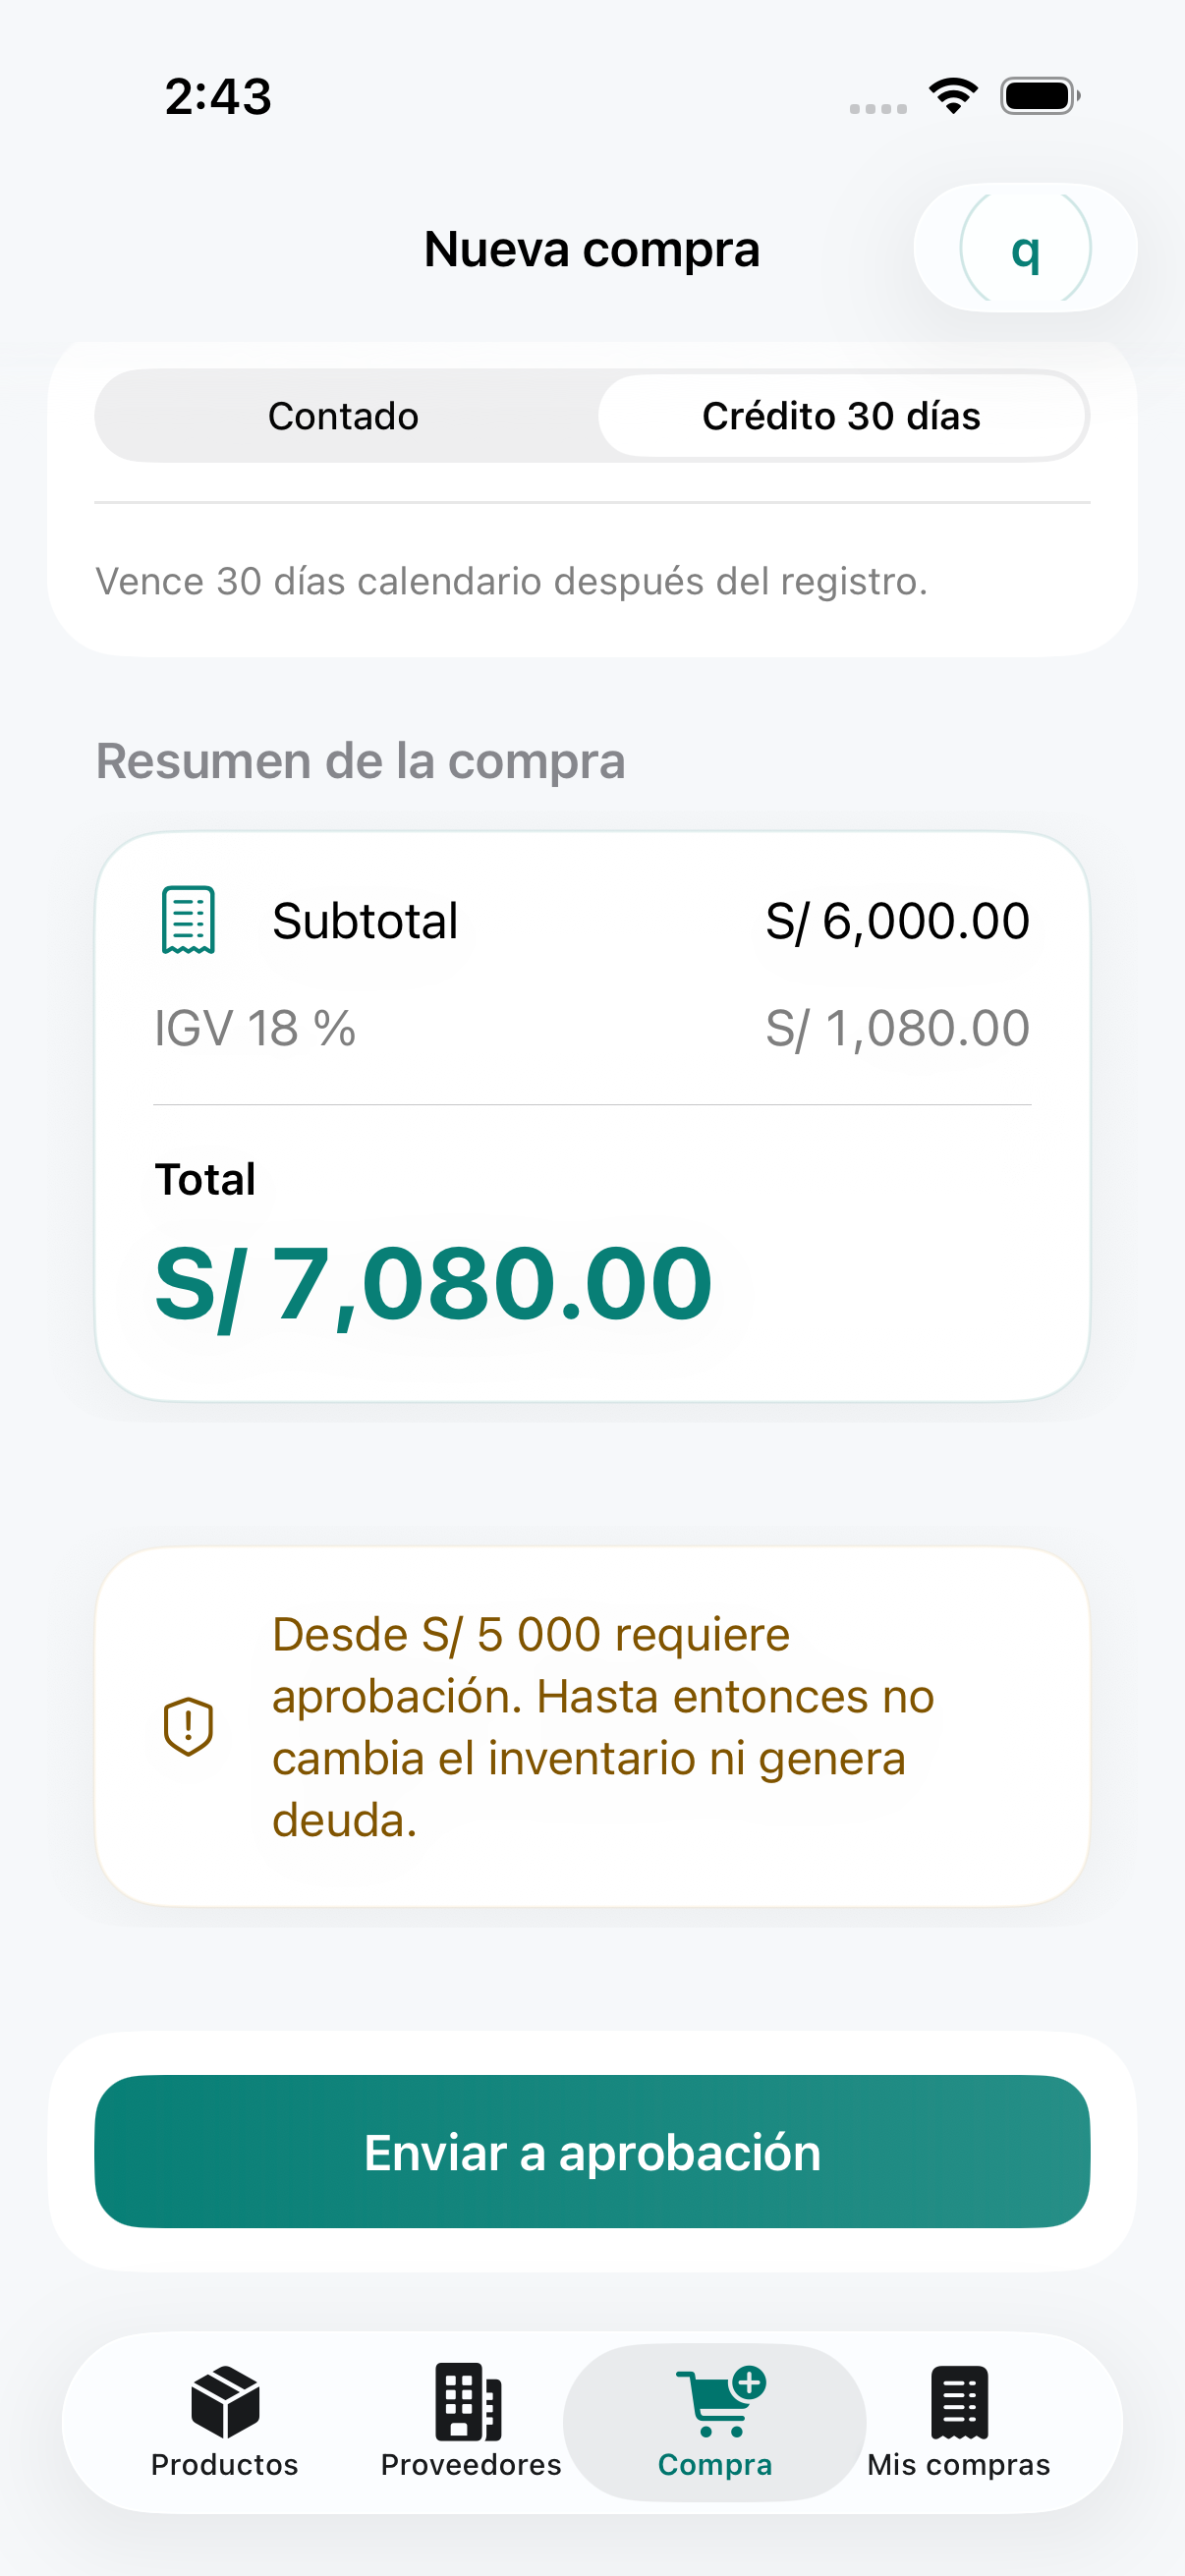 2:43
Nueva compra
q
Contado
Crédito 30 días
Vence 30 días calendario después del registro.
Resumen de la compra
Subtotal
S/ 6,000.00
IGV 18 %
S/ 1,080.00
Total
S/ 7,080.00
Desde S/ 5 000 requiere
aprobación. Hasta entonces no
cambia el inventario ni genera
deuda.
Enviar a aprobación
Productos
Proveedores
Compra
Mis compras